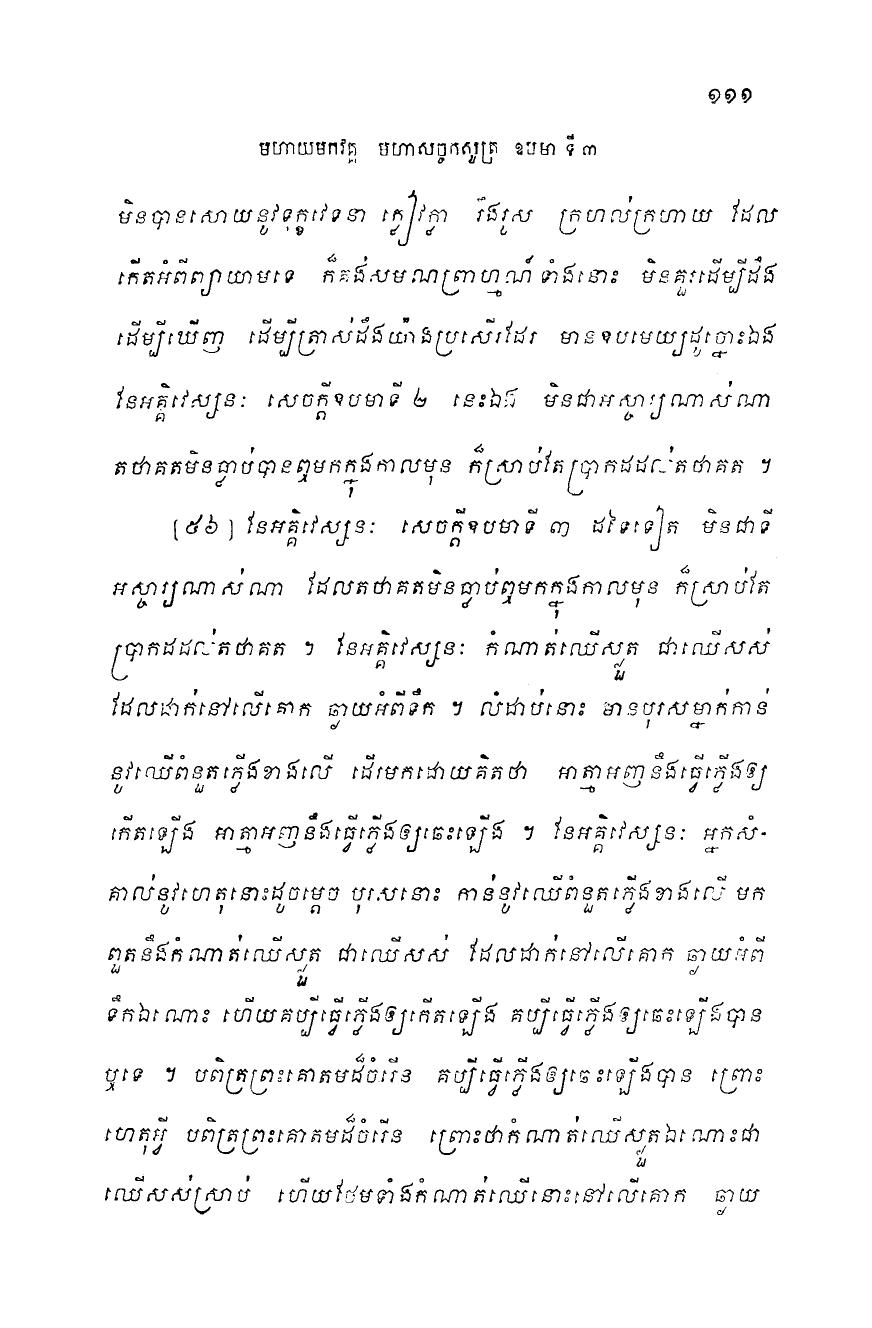 ១១១
មហាយមកវគ្គ មហាសច្ចកសូត្រ ឧបមា ទី ៣
មិនបានសោយនូវទុក្ខវេទនា ក្លៀវក្លា រឹងរូស ក្រហល់ក្រហាយ ដែល
កើតអំពីព្យាយាមទេ ក៏គង់សមណព្រាហ្មណ៍ទាំងនោះ មិនគួរដើម្បីដឹង
ដើម្បីឃើញ ដើម្បីត្រាស់ដឹងយ៉ាងប្រសើរដែរ មានឧបមេយ្យដូច្នោះឯង
នែអគ្គិវេស្សនៈ សេចក្តីឧបមាទី ២ នេះឯង មិនជាអស្ចារ្យណាស់ណា
តថាគតមិនធ្លាប់បានឮមកក្នុងកាលមុន ក៏ស្រាប់តែប្រាកដដល់តថាគត ។
[៥៦] នែអគ្គិវេស្សនៈ សេចក្តីឧបមាទី ៣ ដទៃទៀត មិនជាទី
អស្ចារ្យណាស់ណា ដែលតថាគតមិនធ្លាប់ឮមកក្នុងកាលមុន ក៏ស្រាប់តែ
ប្រាកដដល់តថាគត ។ នែអគ្គិវេស្សនៈ កំណាត់ឈើស្ងួត ជាឈើសស់
ដែលដាក់នៅលើគោក ឆ្ងាយអំពីទឹក ។ លំដាប់នោះ មានបុរសម្នាក់កាន់
នូវឈើពំនួតភ្លើងខាងលើ ដើរមកដោយគិតថា អាត្មាអញនឹងធ្វើភ្លើងឲ្យ
កើតឡើង អាត្មាអញនឹងធ្វើភ្លើងឲ្យឆេះឡើង ។ នែអគ្គិវេស្សនៈ អ្នកសំ-
គាល់នូវហេតុនោះដូចម្តេច បុរសនោះ កាន់នូវឈើពំនួតភ្លើងខាងលើ មក
ពួតនឹងកំណាត់ឈើស្ងួត ជាឈើសស់ ដែលដាក់នៅលើគោក ឆ្ងាយអំពី
ទឹកឯណោះ ហើយគប្បីធ្វើភ្លើងឲ្យកើតឡើង គប្បីធ្វើភ្លើងឲ្យឆេះឡើងបាន
ឬទេ ។ បពិត្រព្រះគោតមដ៏ចំរើន គប្បីធ្វើភ្លើងឲ្យឆេះឡើងបាន ព្រោះ
ហេតុអ្វី បពិត្រព្រះគោតមដ៏ចំរើន ព្រោះថាកំណាត់ឈើស្ងួតឯណោះជា
ឈើសស់ស្រាប់ ហើយថែមទាំងកំណាត់ឈើនោះនៅលើគោក ឆ្ងាយ